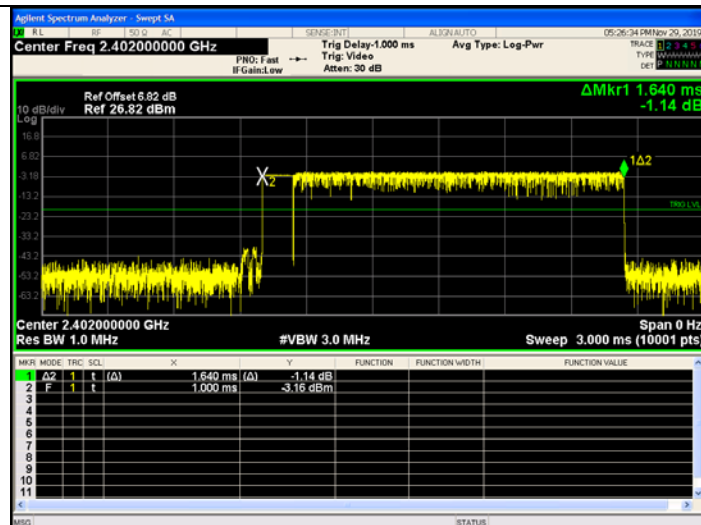 Agilent Spectrum Analyzer - Swept SA
RL RF 50 Ω AC SENSE:INT ALIGN AUTO 05:26:34 PM Nov 29, 2019
Center Freq 2.402000000 GHz
PNO: Fast
IFGain:Low
Trig Delay-1.000 ms
Trig: Video
Atten: 30 dB
Avg Type: Log-Pwr
TRACE 1 2 3 4 5
TYPE
DET P N N N N
Ref Offset 6.82 dB
10 dB/div Ref 26.82 dBm
Log
ΔMkr1 1.640 ms
-1.14 dB
16.8
6.82
-3.18
-13.2
-23.2
-33.2
-43.2
-53.2
-63.2
X2
1Δ2
TRIG LVL
Center 2.402000000 GHz Span 0 Hz
Res BW 1.0 MHz #VBW 3.0 MHz Sweep 3.000 ms (10001 pts)
MKR MODE TRC SCL X Y FUNCTION FUNCTION WIDTH FUNCTION VALUE
1 Δ2 1 t (Δ) 1.640 ms (Δ) -1.14 dB
2 F 1 t 1.000 ms -3.16 dBm
3
4
5
6
7
8
9
10
11
MSG STATUS